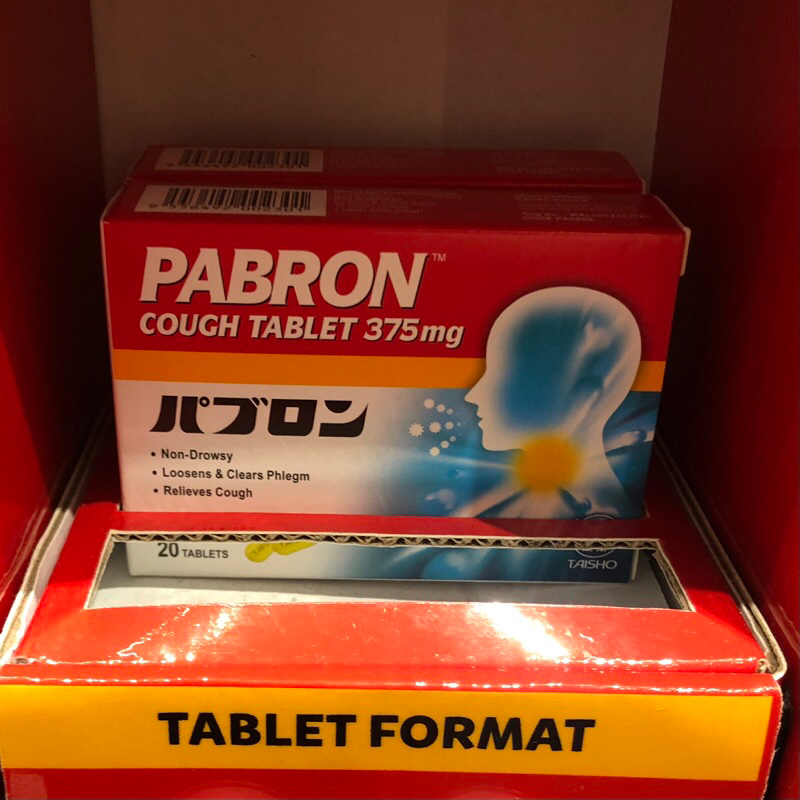 PABRON™
COUGH TABLET 375mg
パブロン
• Non-Drowsy
• Loosens & Clears Phlegm
• Relieves Cough
20 TABLETS
TAISHO
TABLET FORMAT